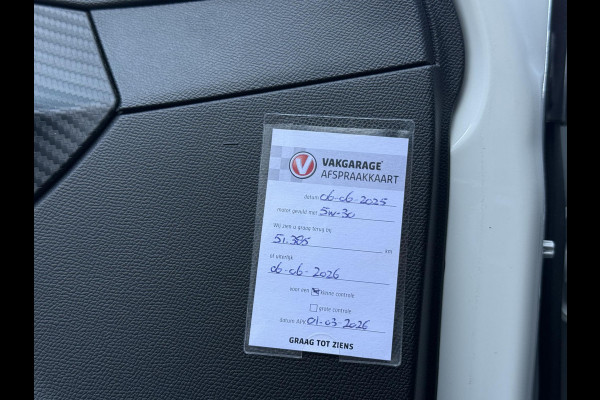 V VAKGARAGE
AFSPRAAKKAART
datum 06-06-2025
motor gevuld met 5W-30
Wij zien u graag terug bij
51.385 km
of uiterlijk
06-06-2026
voor een kleine controle
grote controle
datum APK 01-03-2026
GRAAG TOT ZIENS